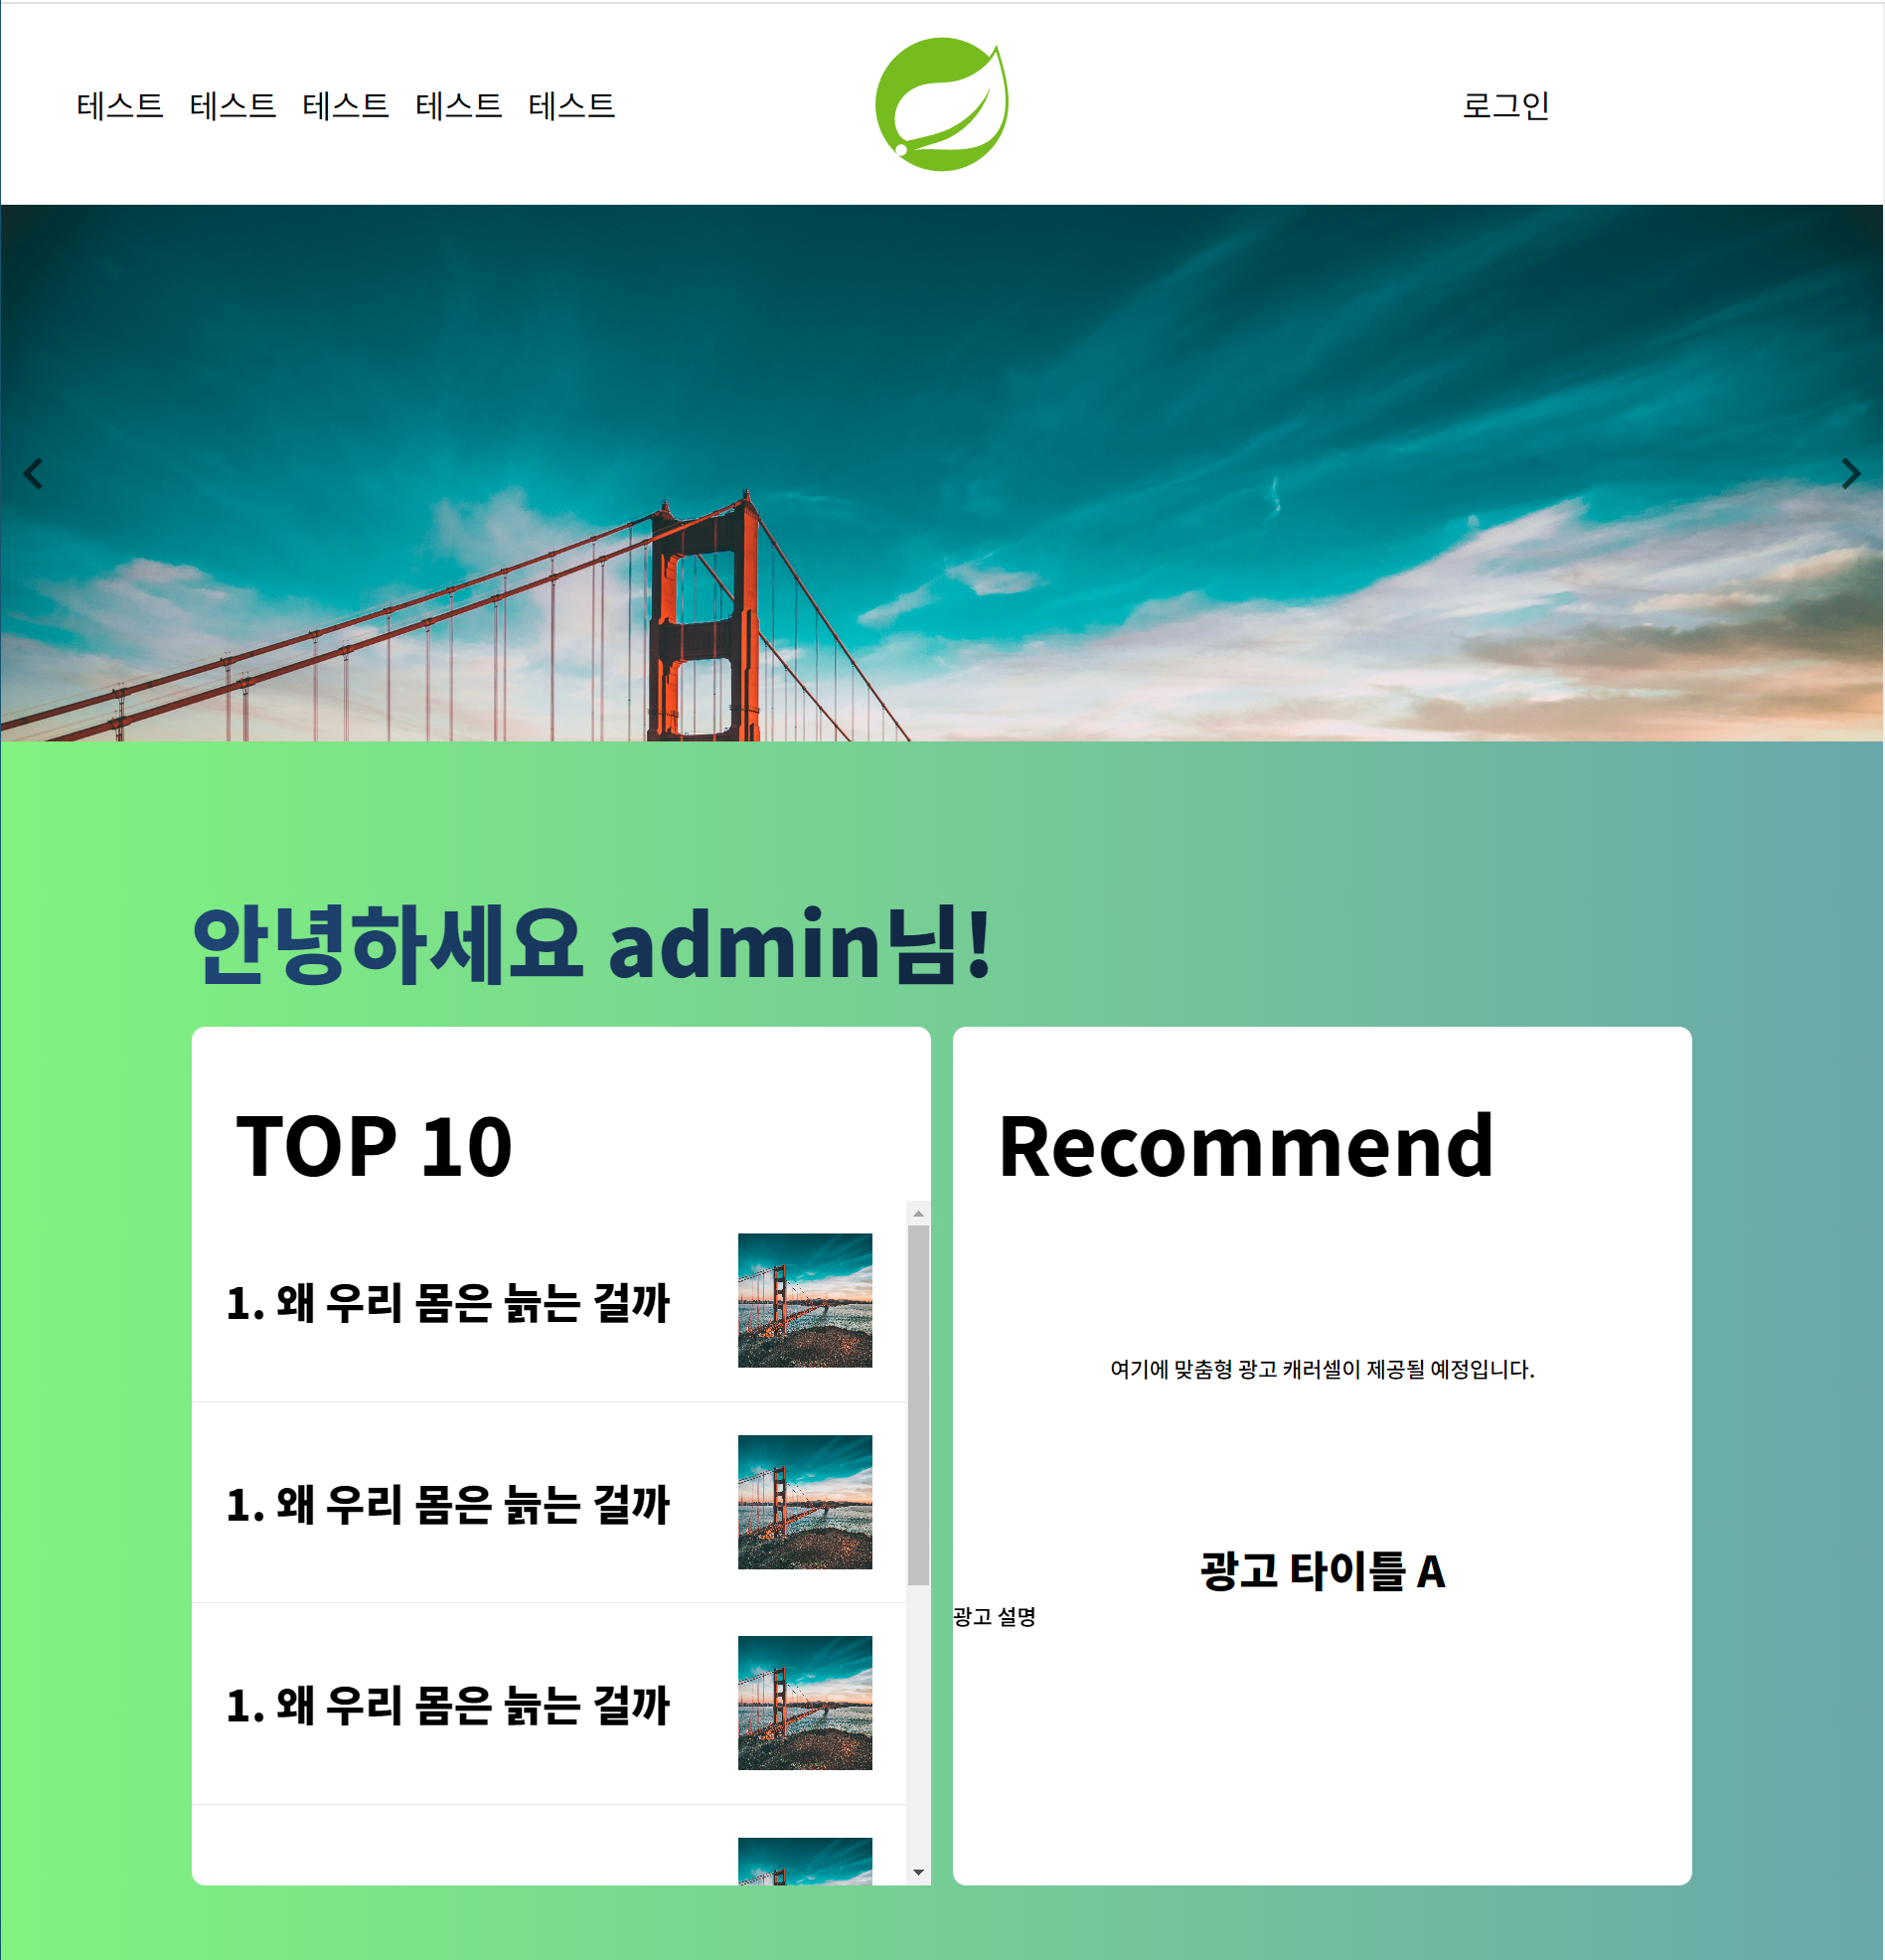 테스트 테스트 테스트 테스트 테스트
로그인
안녕하세요 admin님!
TOP 10
1. 왜 우리 몸은 늙는 걸까
1. 왜 우리 몸은 늙는 걸까
1. 왜 우리 몸은 늙는 걸까
Recommend
여기에 맞춤형 광고 캐러셀이 제공될 예정입니다.
광고 타이틀 A
광고 설명